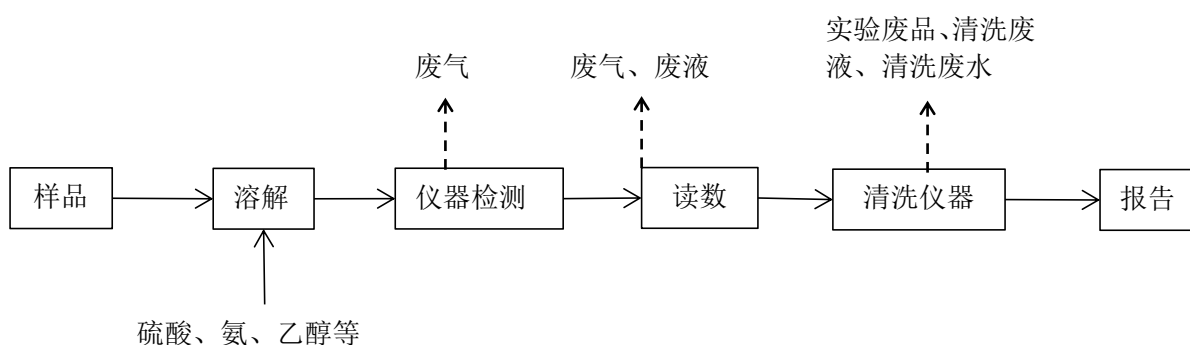 实验废品、清洗废
液、清洗废水
废气
废气、废液
样品
溶解
仪器检测
读数
清洗仪器
报告
硫酸、氨、乙醇等